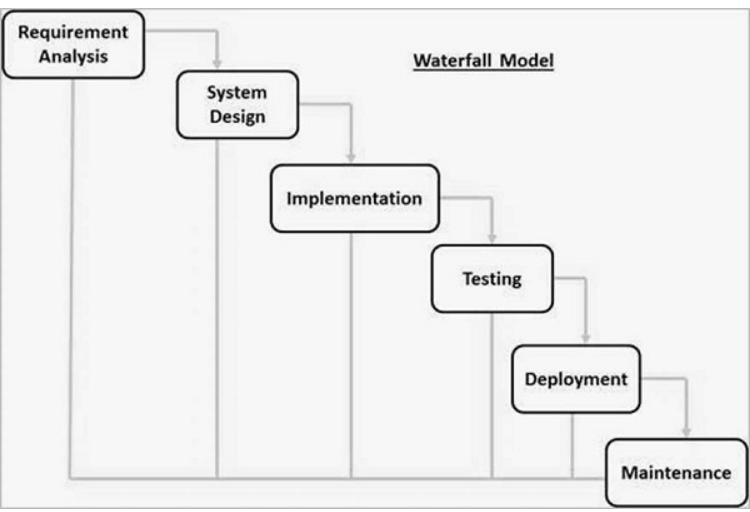 Requirement
Analysis
Waterfall Model
System
Design
Implementation
Testing
Deployment
Maintenance